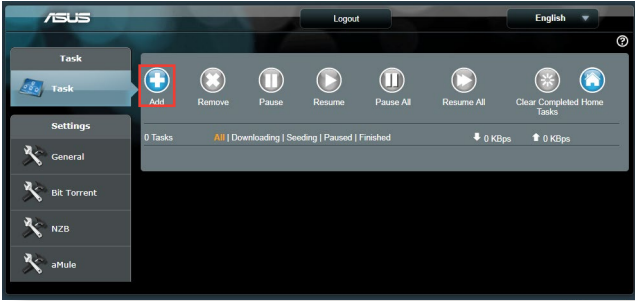 ASUS
Logout
English
Task
Task
Add
Remove
Pause
Resume
Pause All
Resume All
Clear Completed
Tasks
Home
0 Tasks
All | Downloading | Seeding | Paused | Finished
0 KBps
0 KBps
Settings
General
Bit Torrent
NZB
aMule